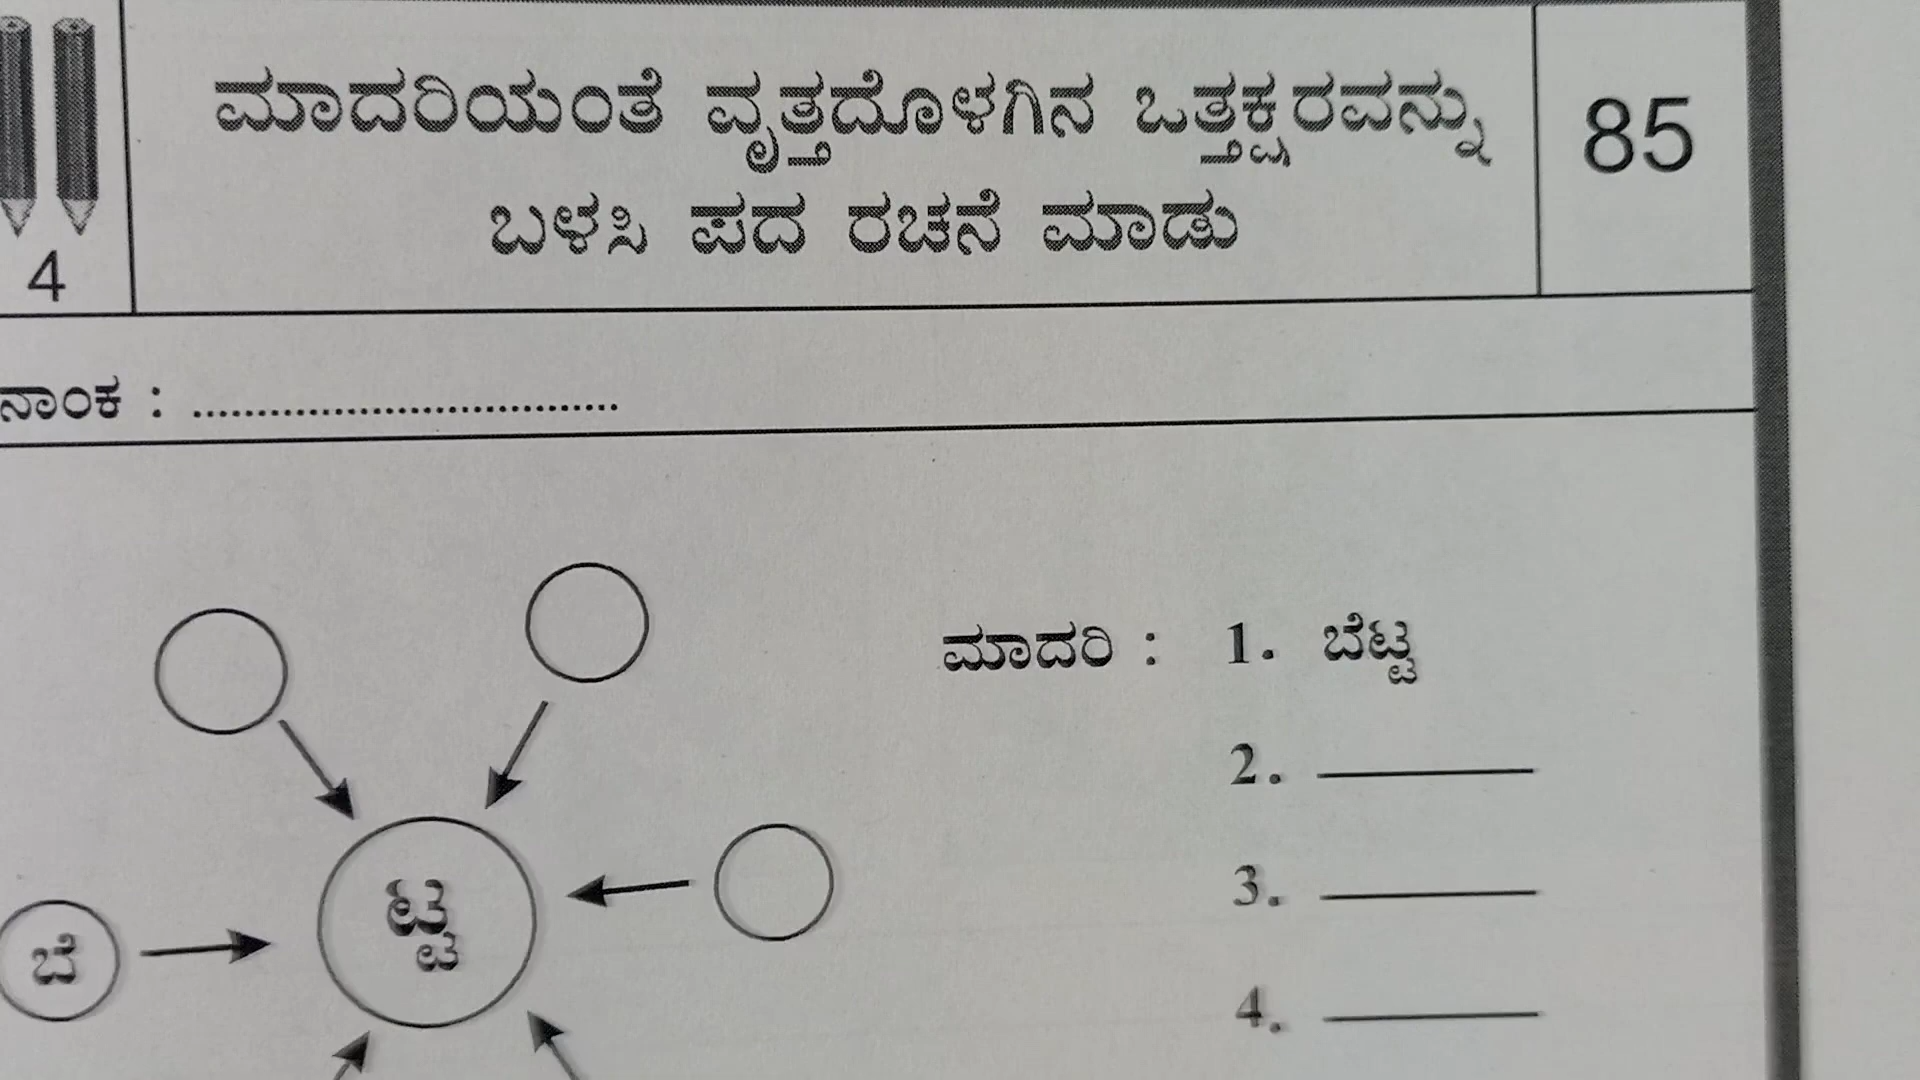 ಮಾದರಿಯಂತೆ ವೃತ್ತದೊಳಗಿನ ಒತ್ತಕ್ಷರವನ್ನು
ಬಳಸಿ ಪದ ರಚನೆ ಮಾಡು
85
4
ನಾಂಕ : ................................
ಮಾದರಿ : 1. ಬೆಟ್ಟ
2.
3.
4.
ಟ್ಟ
ಬೆ